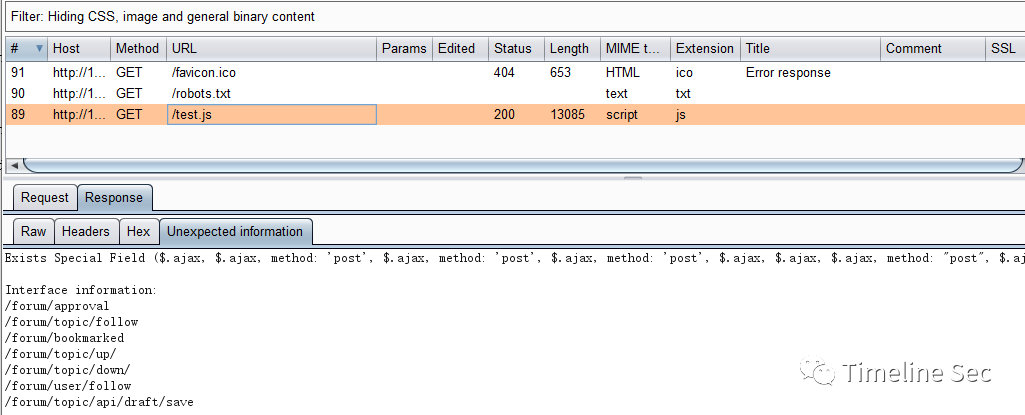 Filter: Hiding CSS, image and general binary content
# Host Method URL Params Edited Status Length MIME t... Extension Title Comment SSL
91 http://1... GET /favicon.ico 404 653 HTML ico Error response
90 http://1... GET /robots.txt text txt
89 http://1... GET /test.js 200 13085 script js
Request Response
Raw Headers Hex Unexpected information
Exists Special Field ($.ajax, $.ajax, method: 'post', $.ajax, method: 'post', $.ajax, method: 'post', $.ajax, $.ajax, $.ajax, method: "post", $.aj
Interface information:
/forum/approval
/forum/topic/follow
/forum/bookmarked
/forum/topic/up/
/forum/topic/down/
/forum/user/follow
/forum/topic/api/draft/save
Timeline Sec